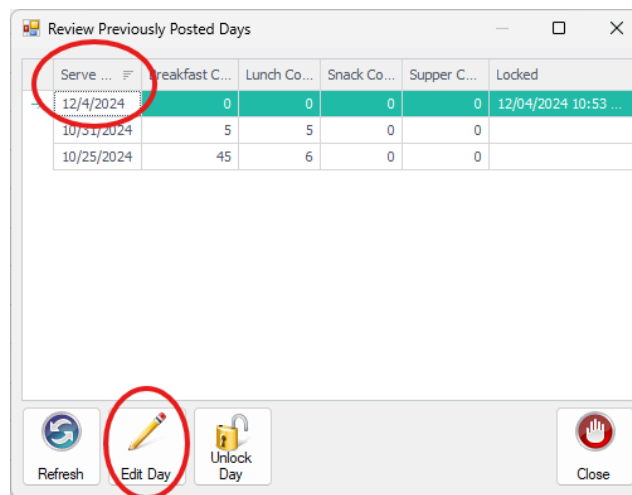 Review Previously Posted Days
Serve ... Breakfast C... Lunch Co... Snack Co... Supper C... Locked
12/4/2024 0 0 0 0 12/04/2024 10:53 ...
10/31/2024 5 5 0 0
10/25/2024 45 6 0 0
Refresh Edit Day Unlock Day Close